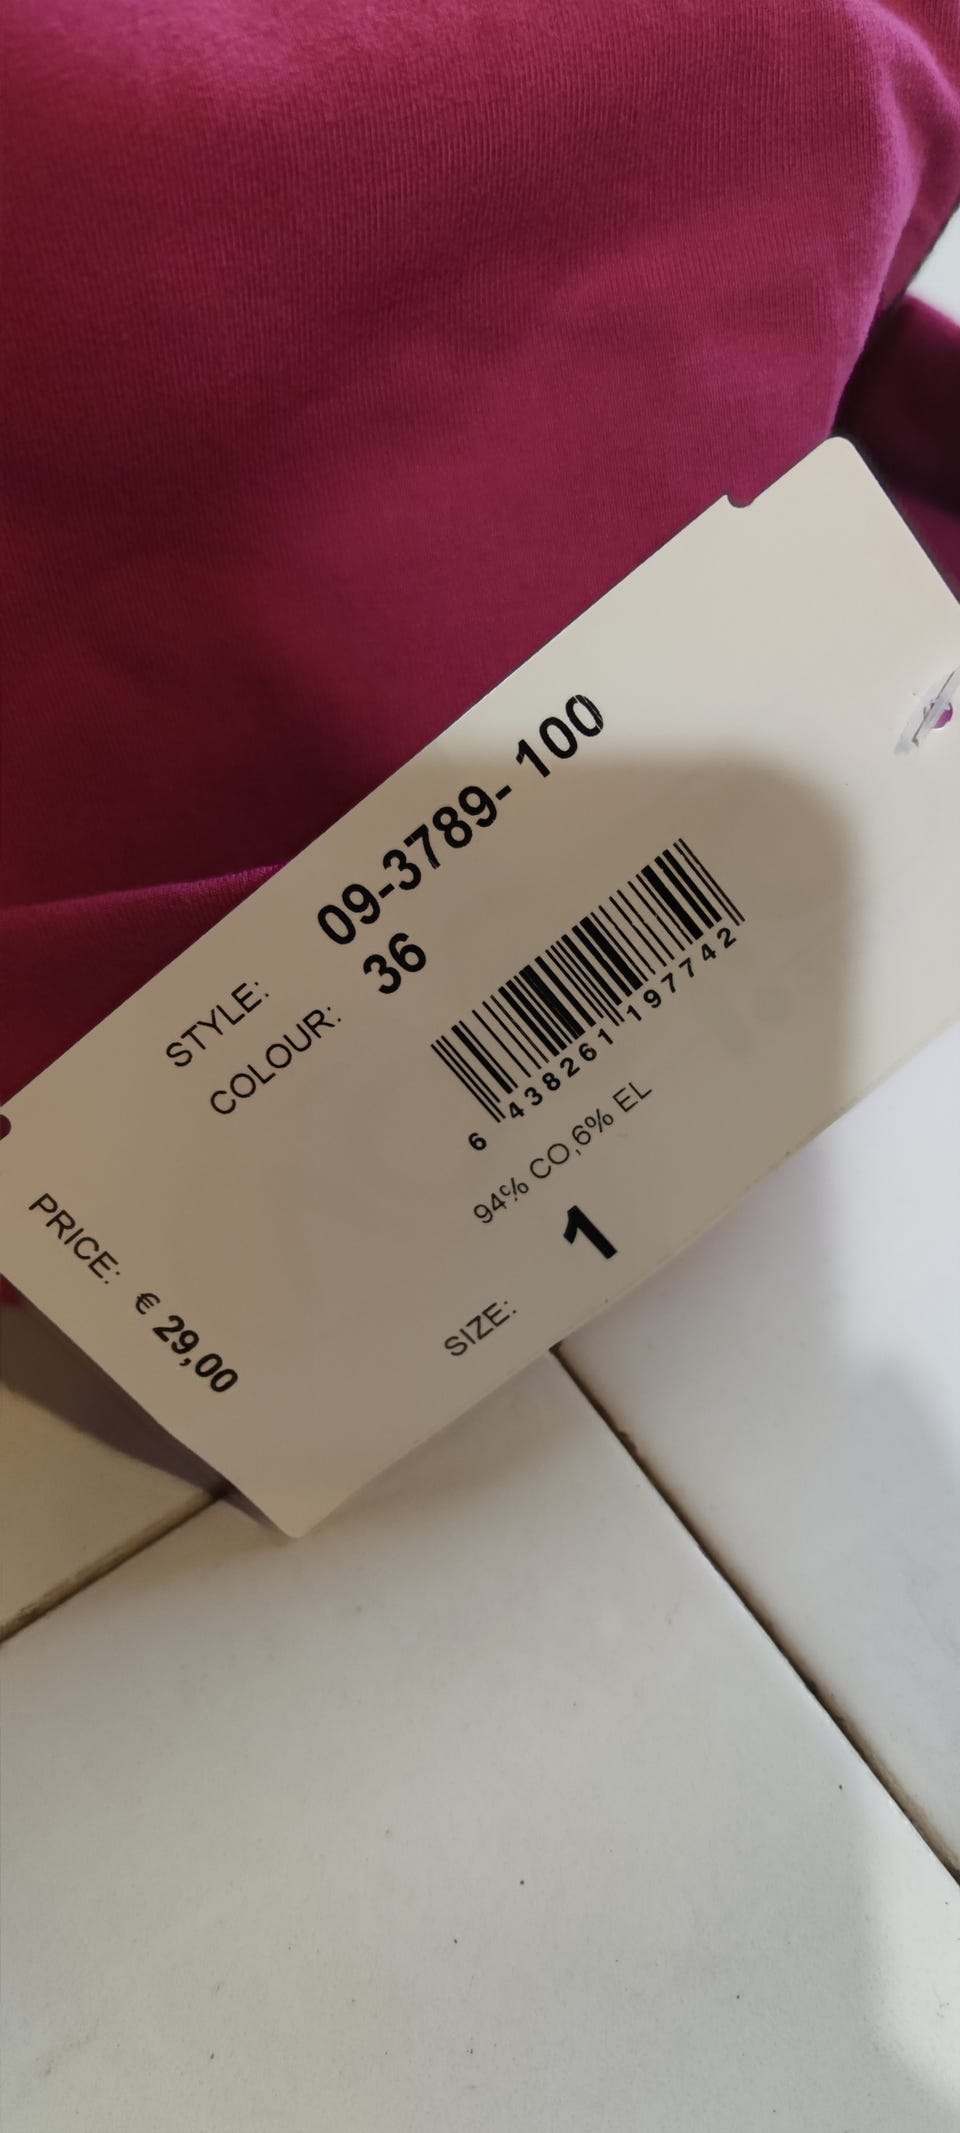 STYLE: 09-3789- 100
COLOUR: 36
6 438261 197742
94% CO,6% EL
SIZE: 1
PRICE: € 29,00